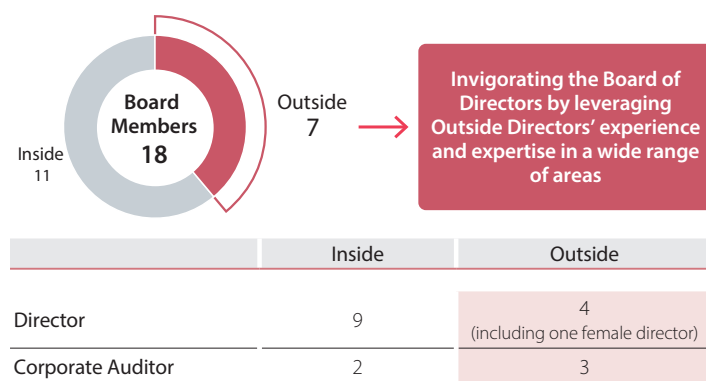 Board
Members
18
Inside
11
Outside
7
Invigorating the Board of
Directors by leveraging
Outside Directors’ experience
and expertise in a wide range
of areas
Inside Outside
Director 9 4
(including one female director)
Corporate Auditor 2 3